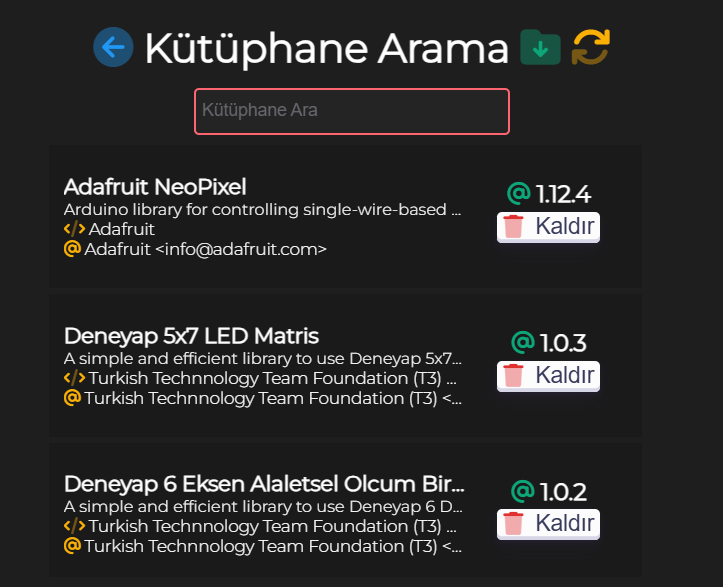 Kütüphane Arama
Kütüphane Ara
Adafruit NeoPixel
Arduino library for controlling single-wire-based ...
Adafruit
Adafruit <info@adafruit.com>
1.12.4
Kaldır
Deneyap 5x7 LED Matris
A simple and efficient library to use Deneyap 5x7...
Turkish Technnology Team Foundation (T3) ...
Turkish Technnology Team Foundation (T3) <...
1.0.3
Kaldır
Deneyap 6 Eksen Alaletsel Olcum Bir...
A simple and efficient library to use Deneyap 6 D...
Turkish Technnology Team Foundation (T3) ...
Turkish Technnology Team Foundation (T3) <...
1.0.2
Kaldır